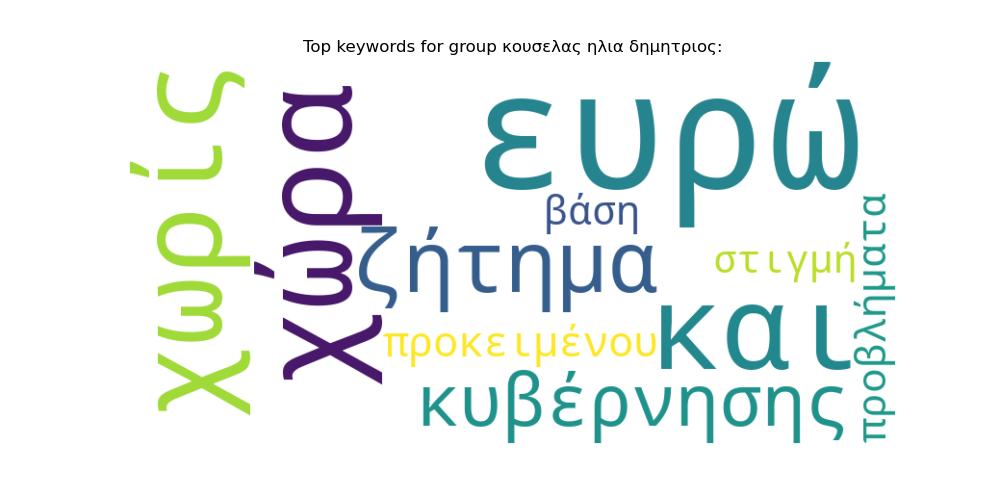 Top keywords for group κουσελας ηλια δημητριος:
χωρίς
χώρα
ευρώ
βάση
ζήτημα
στιγμή
προκειμένου
και
κυβέρνησης
προβλήματα